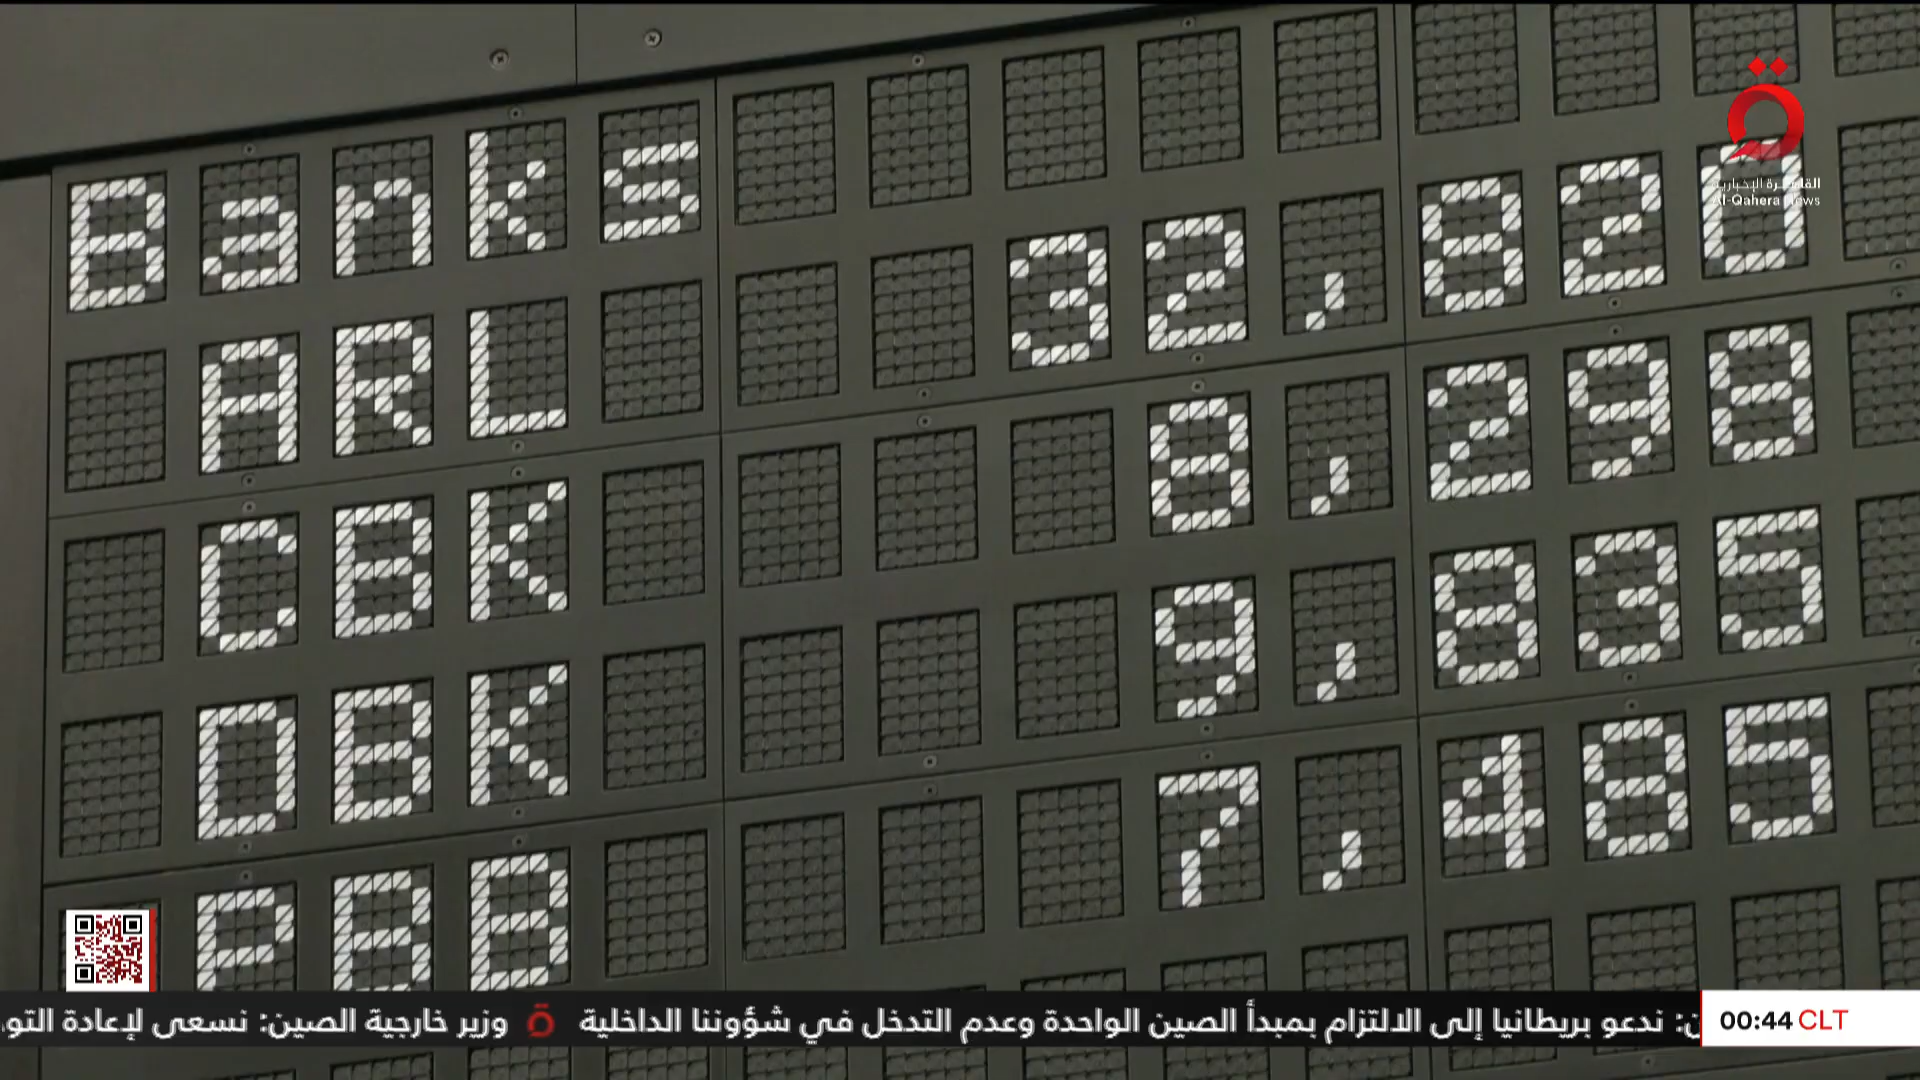 Banks
ARL 32,820
CBK 8,298
DBK 9,835
PBB 7,485
القاهرة الإخبارية
Al-Qahera News
ندعو بريطانيا إلى الالتزام بمبدأ الصين الواحدة وعدم التدخل في شؤوننا الداخلية وزير خارجية الصين: نسعى لإعادة
00:44 CLT